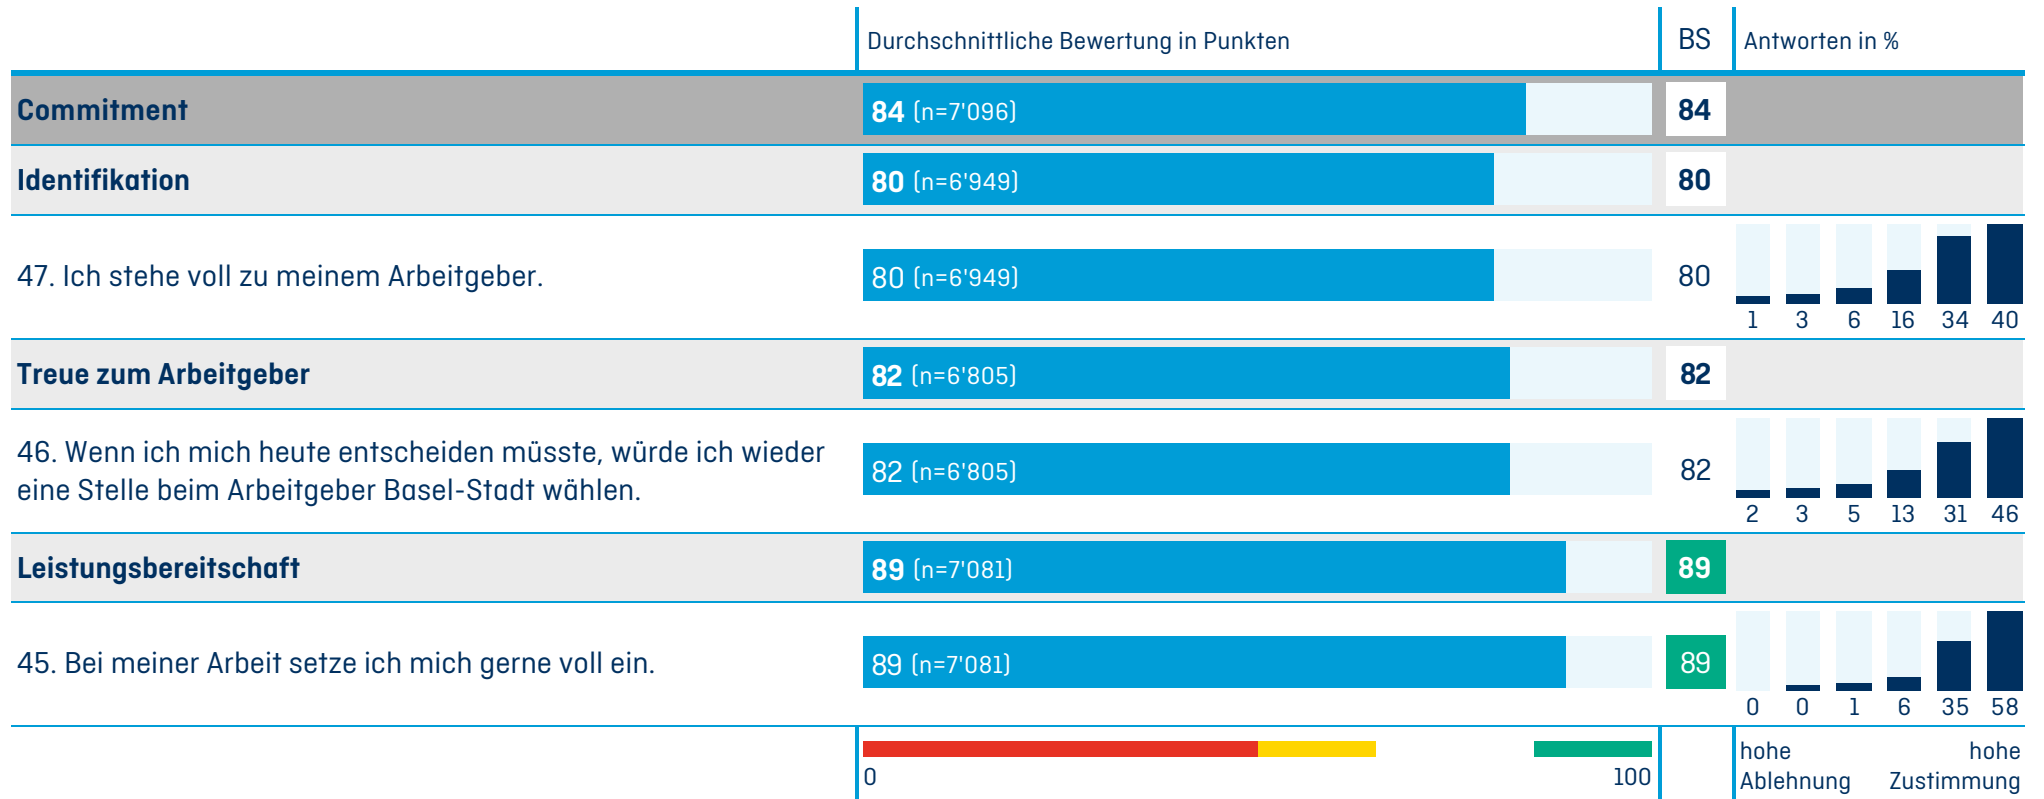 Durchschnittliche Bewertung in Punkten BS Antworten in %
Commitment 84 (n=7'096) 84
Identifikation 80 (n=6'949) 80
47. Ich stehe voll zu meinem Arbeitgeber. 80 (n=6'949) 80
1 3 6 16 34 40
Treue zum Arbeitgeber 82 (n=6'805) 82
46. Wenn ich mich heute entscheiden müsste, würde ich wieder
eine Stelle beim Arbeitgeber Basel-Stadt wählen. 82 (n=6'805) 82
2 3 5 13 31 46
Leistungsbereitschaft 89 (n=7'081) 89
45. Bei meiner Arbeit setze ich mich gerne voll ein. 89 (n=7'081) 89
0 0 1 6 35 58
0 100
hohe hohe
Ablehnung Zustimmung